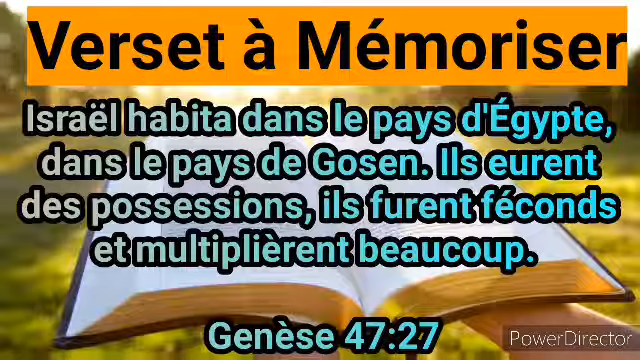 Verset à Mémoriser
Israël habita dans le pays d'Égypte,
dans le pays de Gosen. Ils eurent
des possessions, ils furent féconds
et multiplièrent beaucoup.
Genèse 47:27
PowerDirector